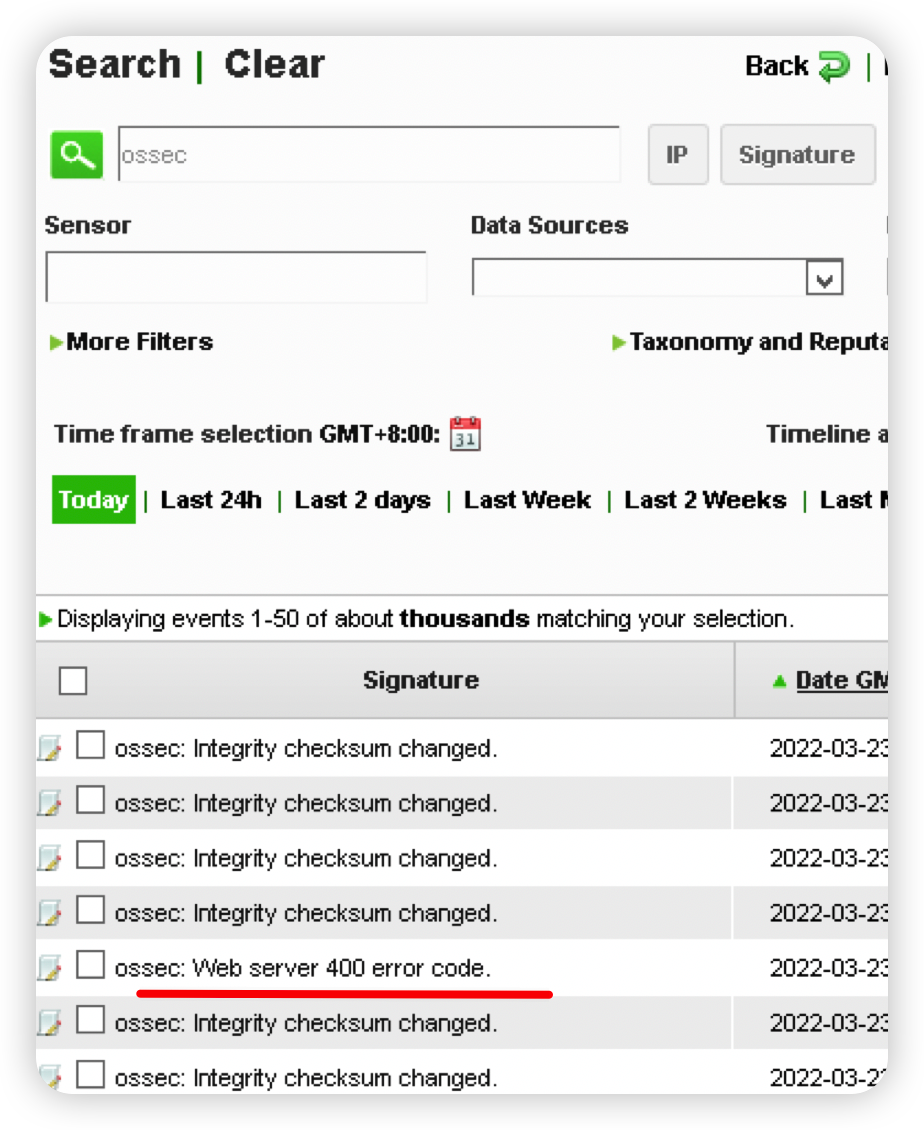 Search | Clear Back |
ossec IP Signature
Sensor Data Sources
More Filters Taxonomy and Reputa
Time frame selection GMT+8:00: 31 Timeline a
Today | Last 24h | Last 2 days | Last Week | Last 2 Weeks | Last
Displaying events 1-50 of about thousands matching your selection.
Signature Date GM
ossec: Integrity checksum changed. 2022-03-23
ossec: Integrity checksum changed. 2022-03-23
ossec: Integrity checksum changed. 2022-03-23
ossec: Integrity checksum changed. 2022-03-23
ossec: Web server 400 error code. 2022-03-23
ossec: Integrity checksum changed. 2022-03-23
ossec: Integrity checksum changed. 2022-03-2